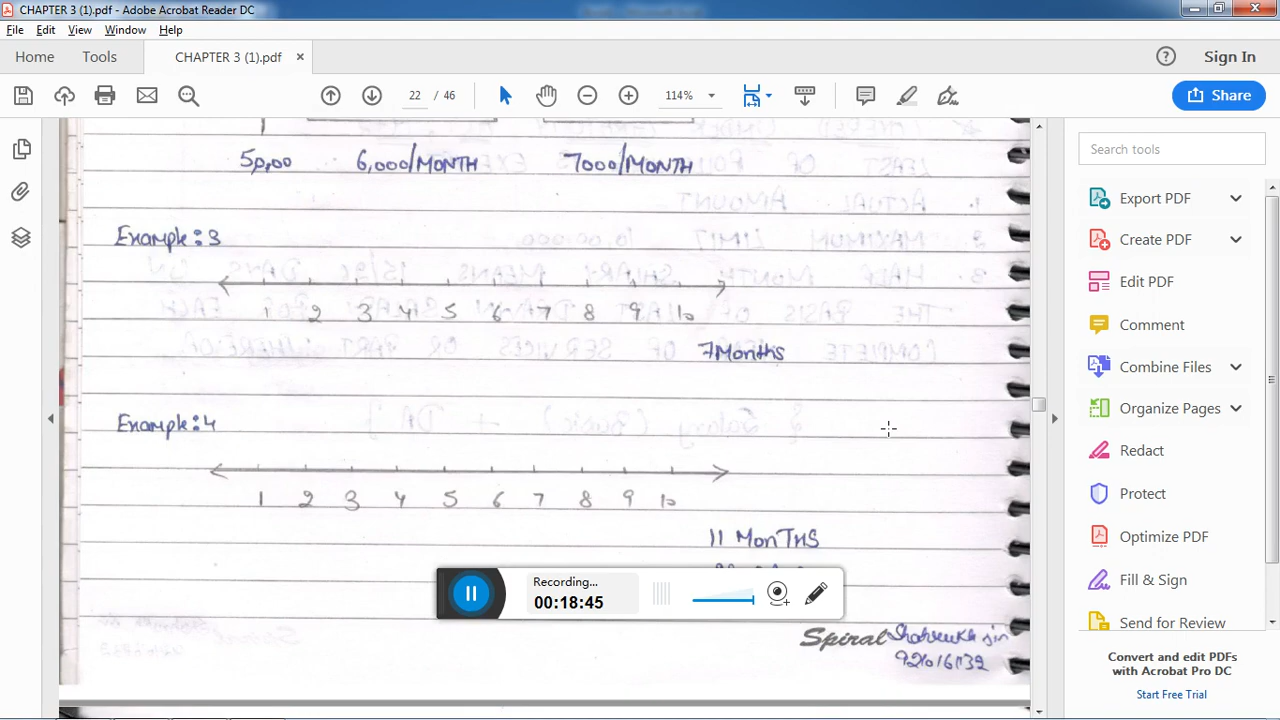 CHAPTER 3 (1).pdf - Adobe Acrobat Reader DC
File Edit View Window Help
Home Tools CHAPTER 3 (1).pdf × Sign In
22 / 46 114% Share
50,00 6,000/MONTH 7000/MONTH
Example:3
1 2 3 4 5 6 7 8 9 10
7Months
Example:4
1 2 3 4 5 6 7 8 9 10
11 MONTHS
Recording...
00:18:45
Spiral Shahrukh sir
Search tools
Export PDF
Create PDF
Edit PDF
Comment
Combine Files
Organize Pages
Redact
Protect
Optimize PDF
Fill & Sign
Send for Review
Convert and edit PDFs
with Acrobat Pro DC
Start Free Trial